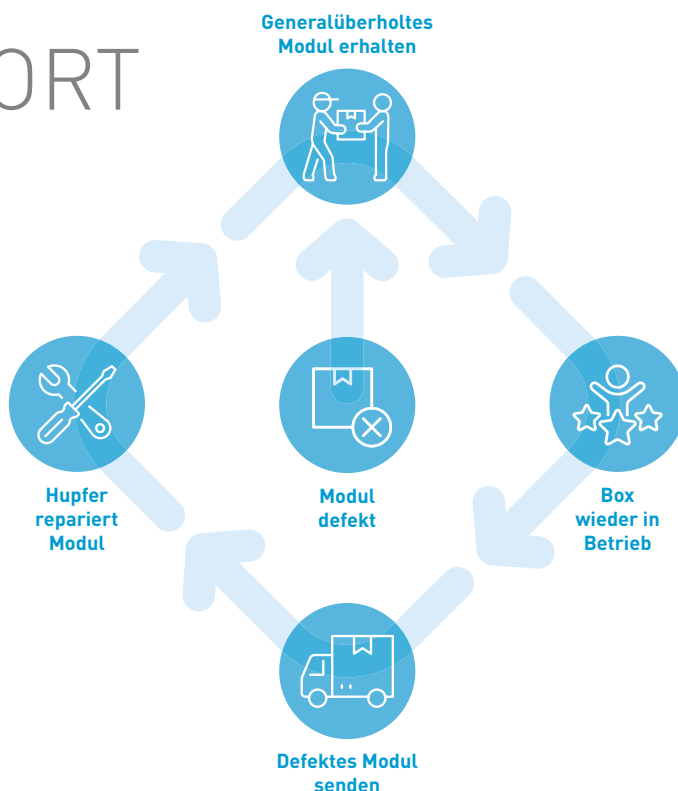 ORT
Generalüberholtes
Modul erhalten
Hupfer
repariert
Modul
Modul
defekt
Box
wieder in
Betrieb
Defektes Modul
senden